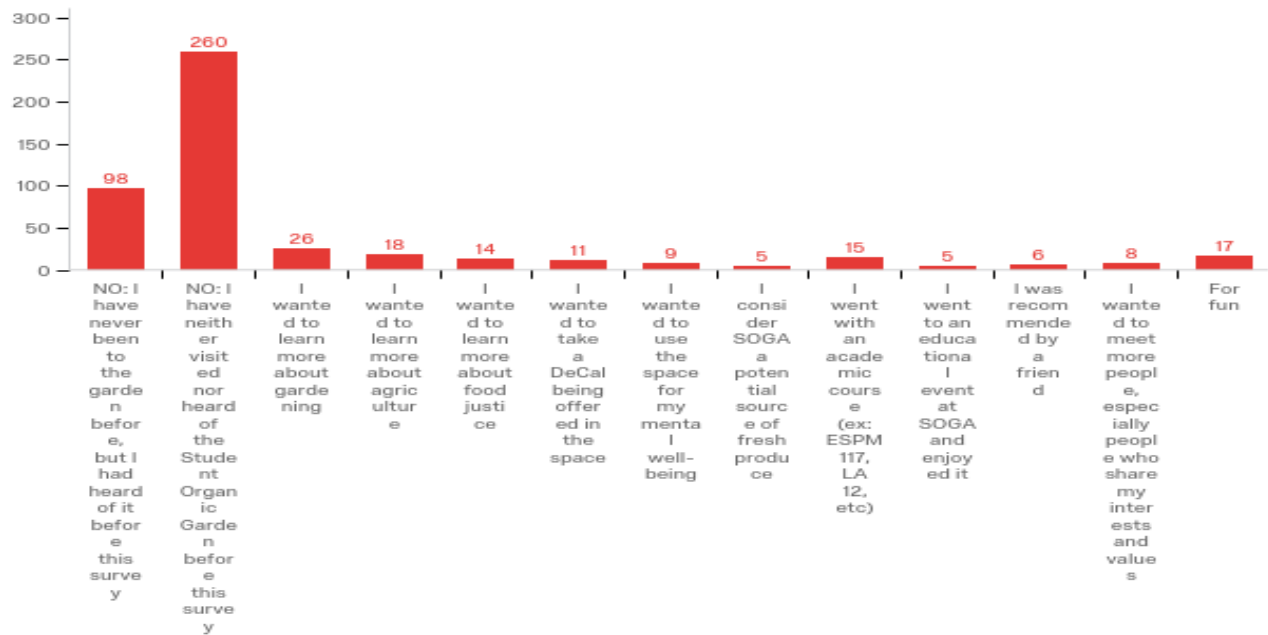 300
250
200
150
100
50
0
98
260
26
18
14
11
9
5
15
5
6
8
17
NO: I
have
never
been
to
the
garde
n
befor
e,
but I
had
heard
of it
befor
e
this
surve
y
NO: I
have
neith
er
visit
ed
nor
heard
of
the
Stude
nt
Organ
ic
Garde
n
befor
e
this
surve
y
I
wante
d to
learn
more
about
garde
ning
I
wante
d to
learn
more
about
agric
ultur
e
I
wante
d to
learn
more
about
food
justi
ce
I
wante
d to
take
a
DeCal
being
offer
ed in
the
space
I
wante
d to
use
the
space
for
my
menta
l
well-
being
I
consi
der
SOGA
a
poten
tial
sourc
e of
fresh
produ
ce
I
went
with
an
acade
mic
cours
e
(ex:
ESPM
117,
LA
12,
etc)
I
went
to an
educa
tiona
l
event
at
SOGA
and
enjoy
ed it
I was
recom
mende
d by
a
frien
d
I
wante
d to
meet
more
peopl
e,
espec
ially
peopl
e who
share
my
inter
ests
and
value
s
For
fun